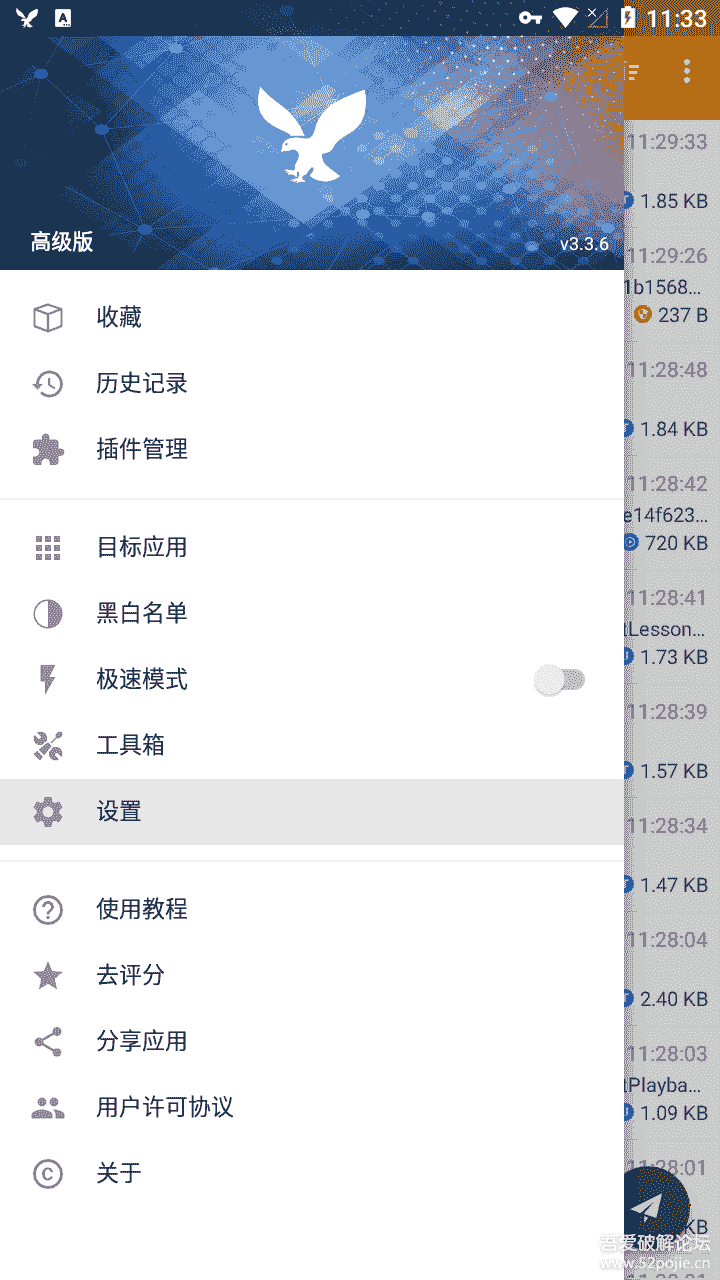 11:33
高级版
v3.3.6
收藏
历史记录
插件管理
目标应用
黑白名单
极速模式
工具箱
设置
使用教程
去评分
分享应用
用户许可协议
关于
11:29:33
1.85 KB
11:29:26
1b1568...
237 B
11:28:48
1.84 KB
11:28:42
e14f623...
720 KB
11:28:41
tLesson...
1.73 KB
11:28:39
1.57 KB
11:28:34
1.47 KB
11:28:04
2.40 KB
11:28:03
tPlayba...
1.09 KB
11:28:01
KB
吾爱破解论坛
www.52pojie.cn